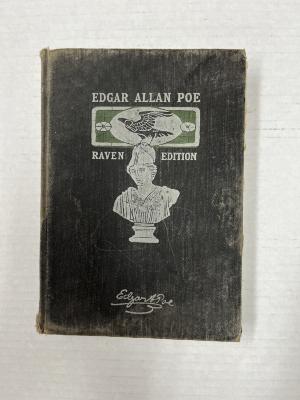 EDGAR ALLAN POE
RAVEN EDITION
Edgar A Poe